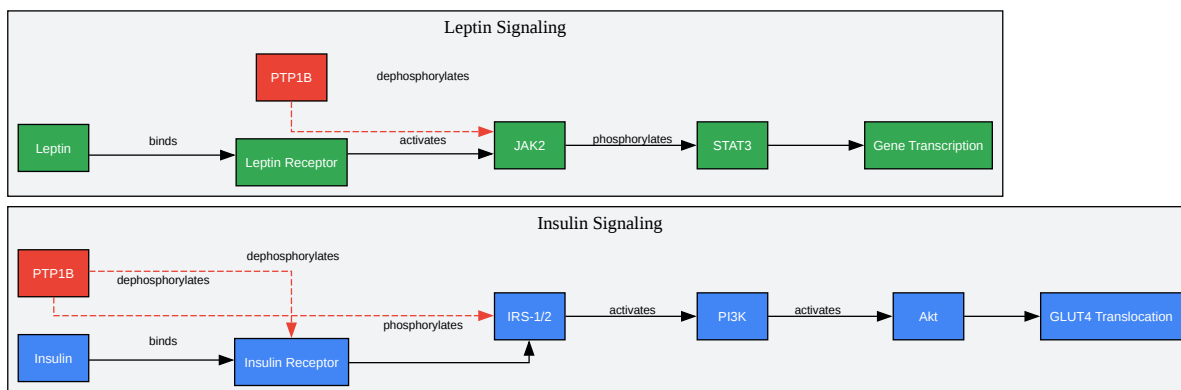 Leptin Signaling
PTP1B
dephosphorylates
Leptin
binds
Leptin Receptor
activates
JAK2
phosphorylates
STAT3
Gene Transcription
Insulin Signaling
PTP1B
dephosphorylates
dephosphorylates
Insulin
binds
Insulin Receptor
phosphorylates
IRS-1/2
activates
PI3K
activates
Akt
GLUT4 Translocation